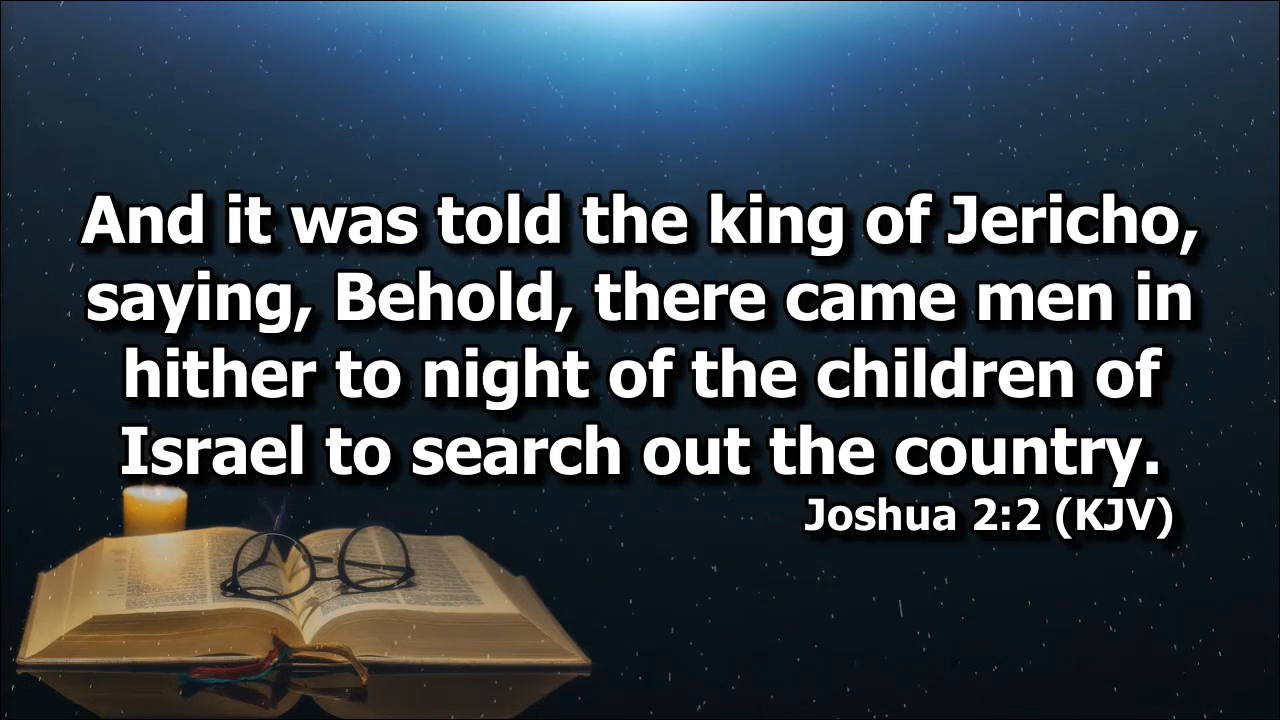 And it was told the king of Jericho,
saying, Behold, there came men in
hither to night of the children of
Israel to search out the country.
Joshua 2:2 (KJV)